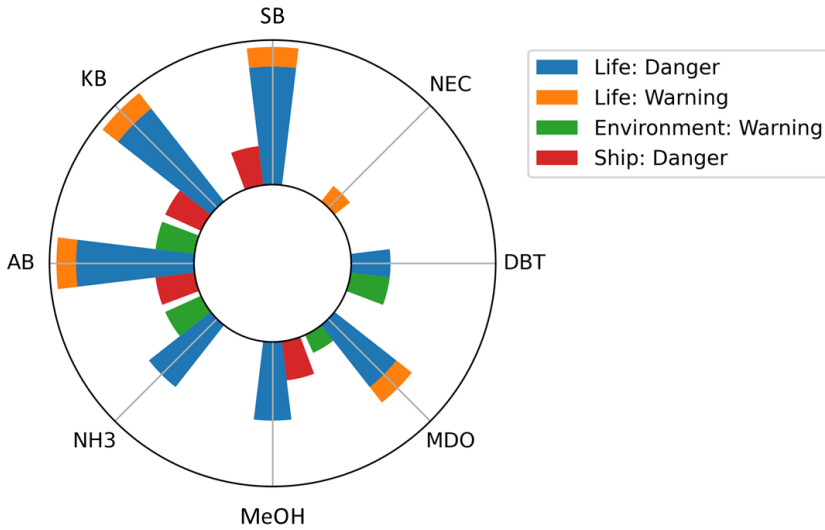 SB
KB
NEC
AB
DBT
NH3
MDO
MeOH
Life: Danger
Life: Warning
Environment: Warning
Ship: Danger